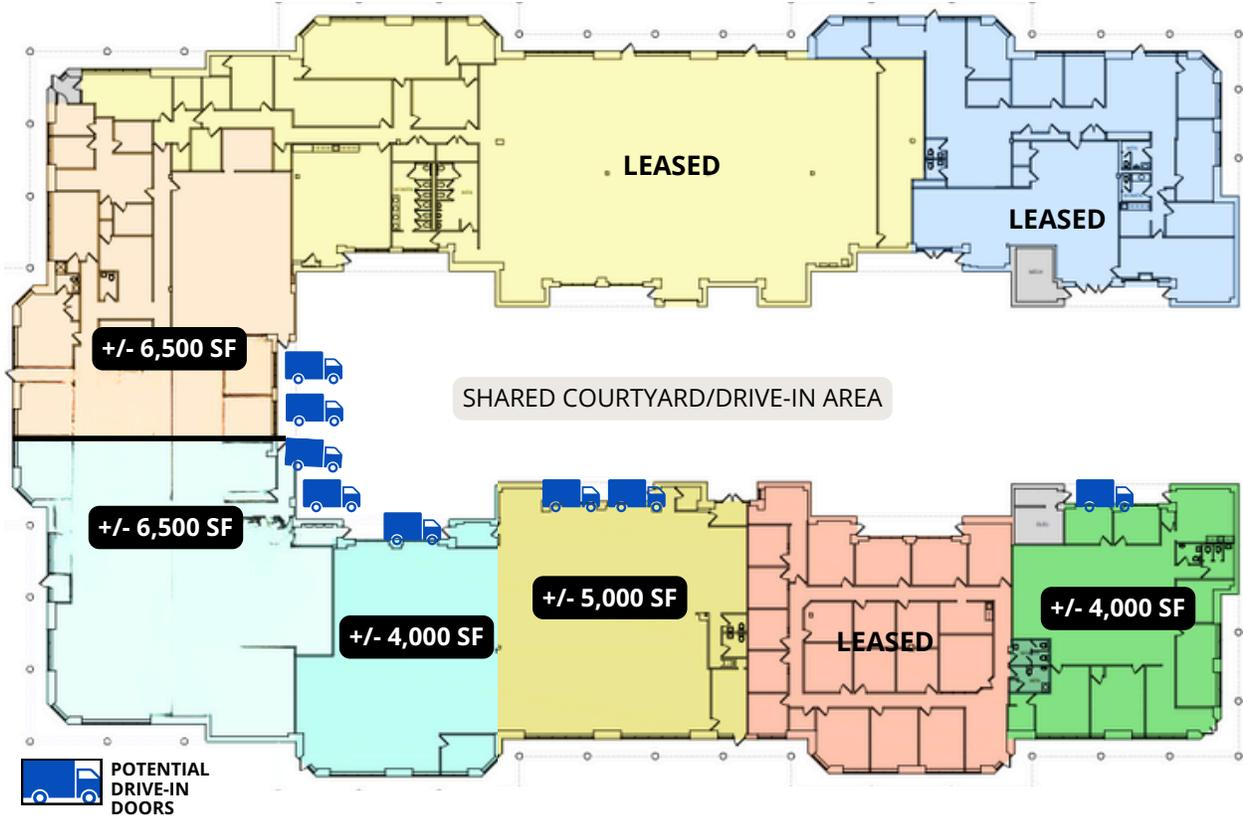 LEASED
LEASED
+/- 6,500 SF
SHARED COURTYARD/DRIVE-IN AREA
+/- 6,500 SF
+/- 5,000 SF
+/- 4,000 SF
+/- 4,000 SF
LEASED
POTENTIAL
DRIVE-IN
DOORS